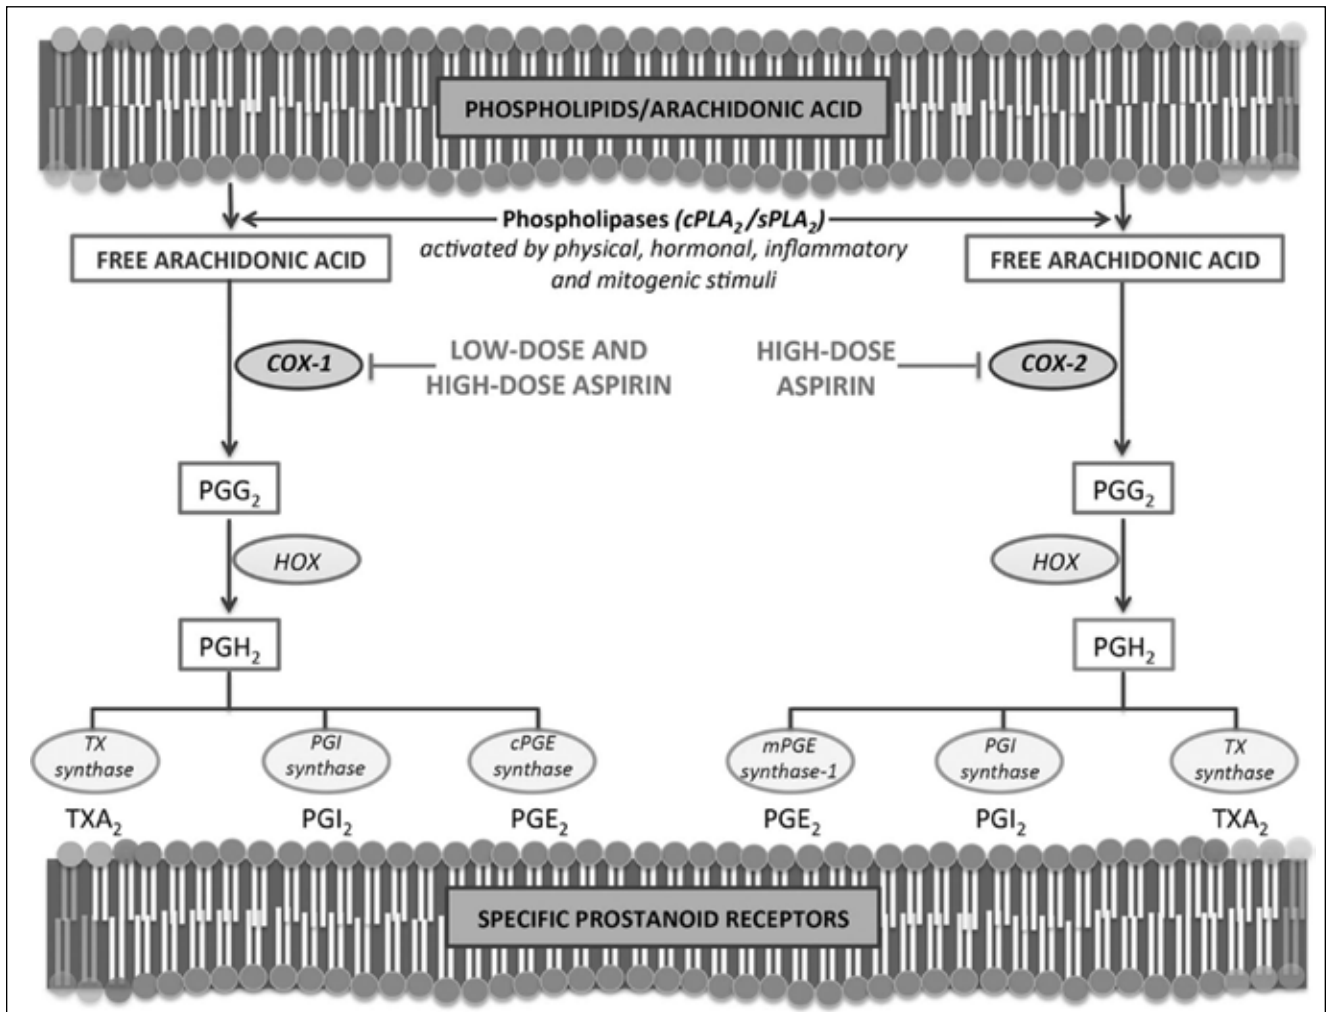 PHOSPHOLIPIDS/ARACHIDONIC ACID
Phospholipases (cPLA₂/sPLA₂)
activated by physical, hormonal, inflammatory
and mitogenic stimuli
FREE ARACHIDONIC ACID
FREE ARACHIDONIC ACID
COX-1
LOW-DOSE AND
HIGH-DOSE ASPIRIN
HIGH-DOSE
ASPIRIN
COX-2
PGG₂
PGG₂
HOX
HOX
PGH₂
PGH₂
TX
synthase
PGI
synthase
cPGE
synthase
mPGE
synthase-1
PGI
synthase
TX
synthase
TXA₂
PGI₂
PGE₂
PGE₂
PGI₂
TXA₂
SPECIFIC PROSTANOID RECEPTORS